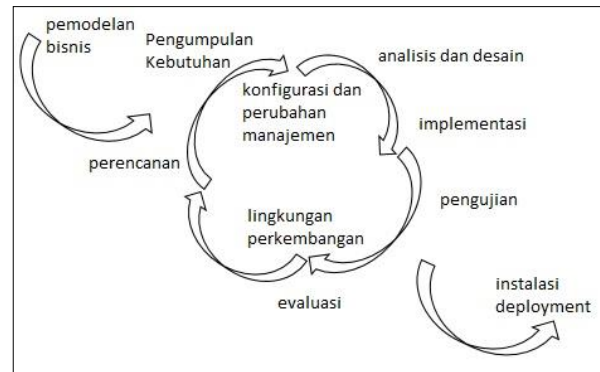 pemodelan
bisnis
Pengumpulan
Kebutuhan
analisis dan desain
konfigurasi dan
perubahan
manajemen
implementasi
perencanan
pengujian
lingkungan
perkembangan
evaluasi
instalasi
deployment